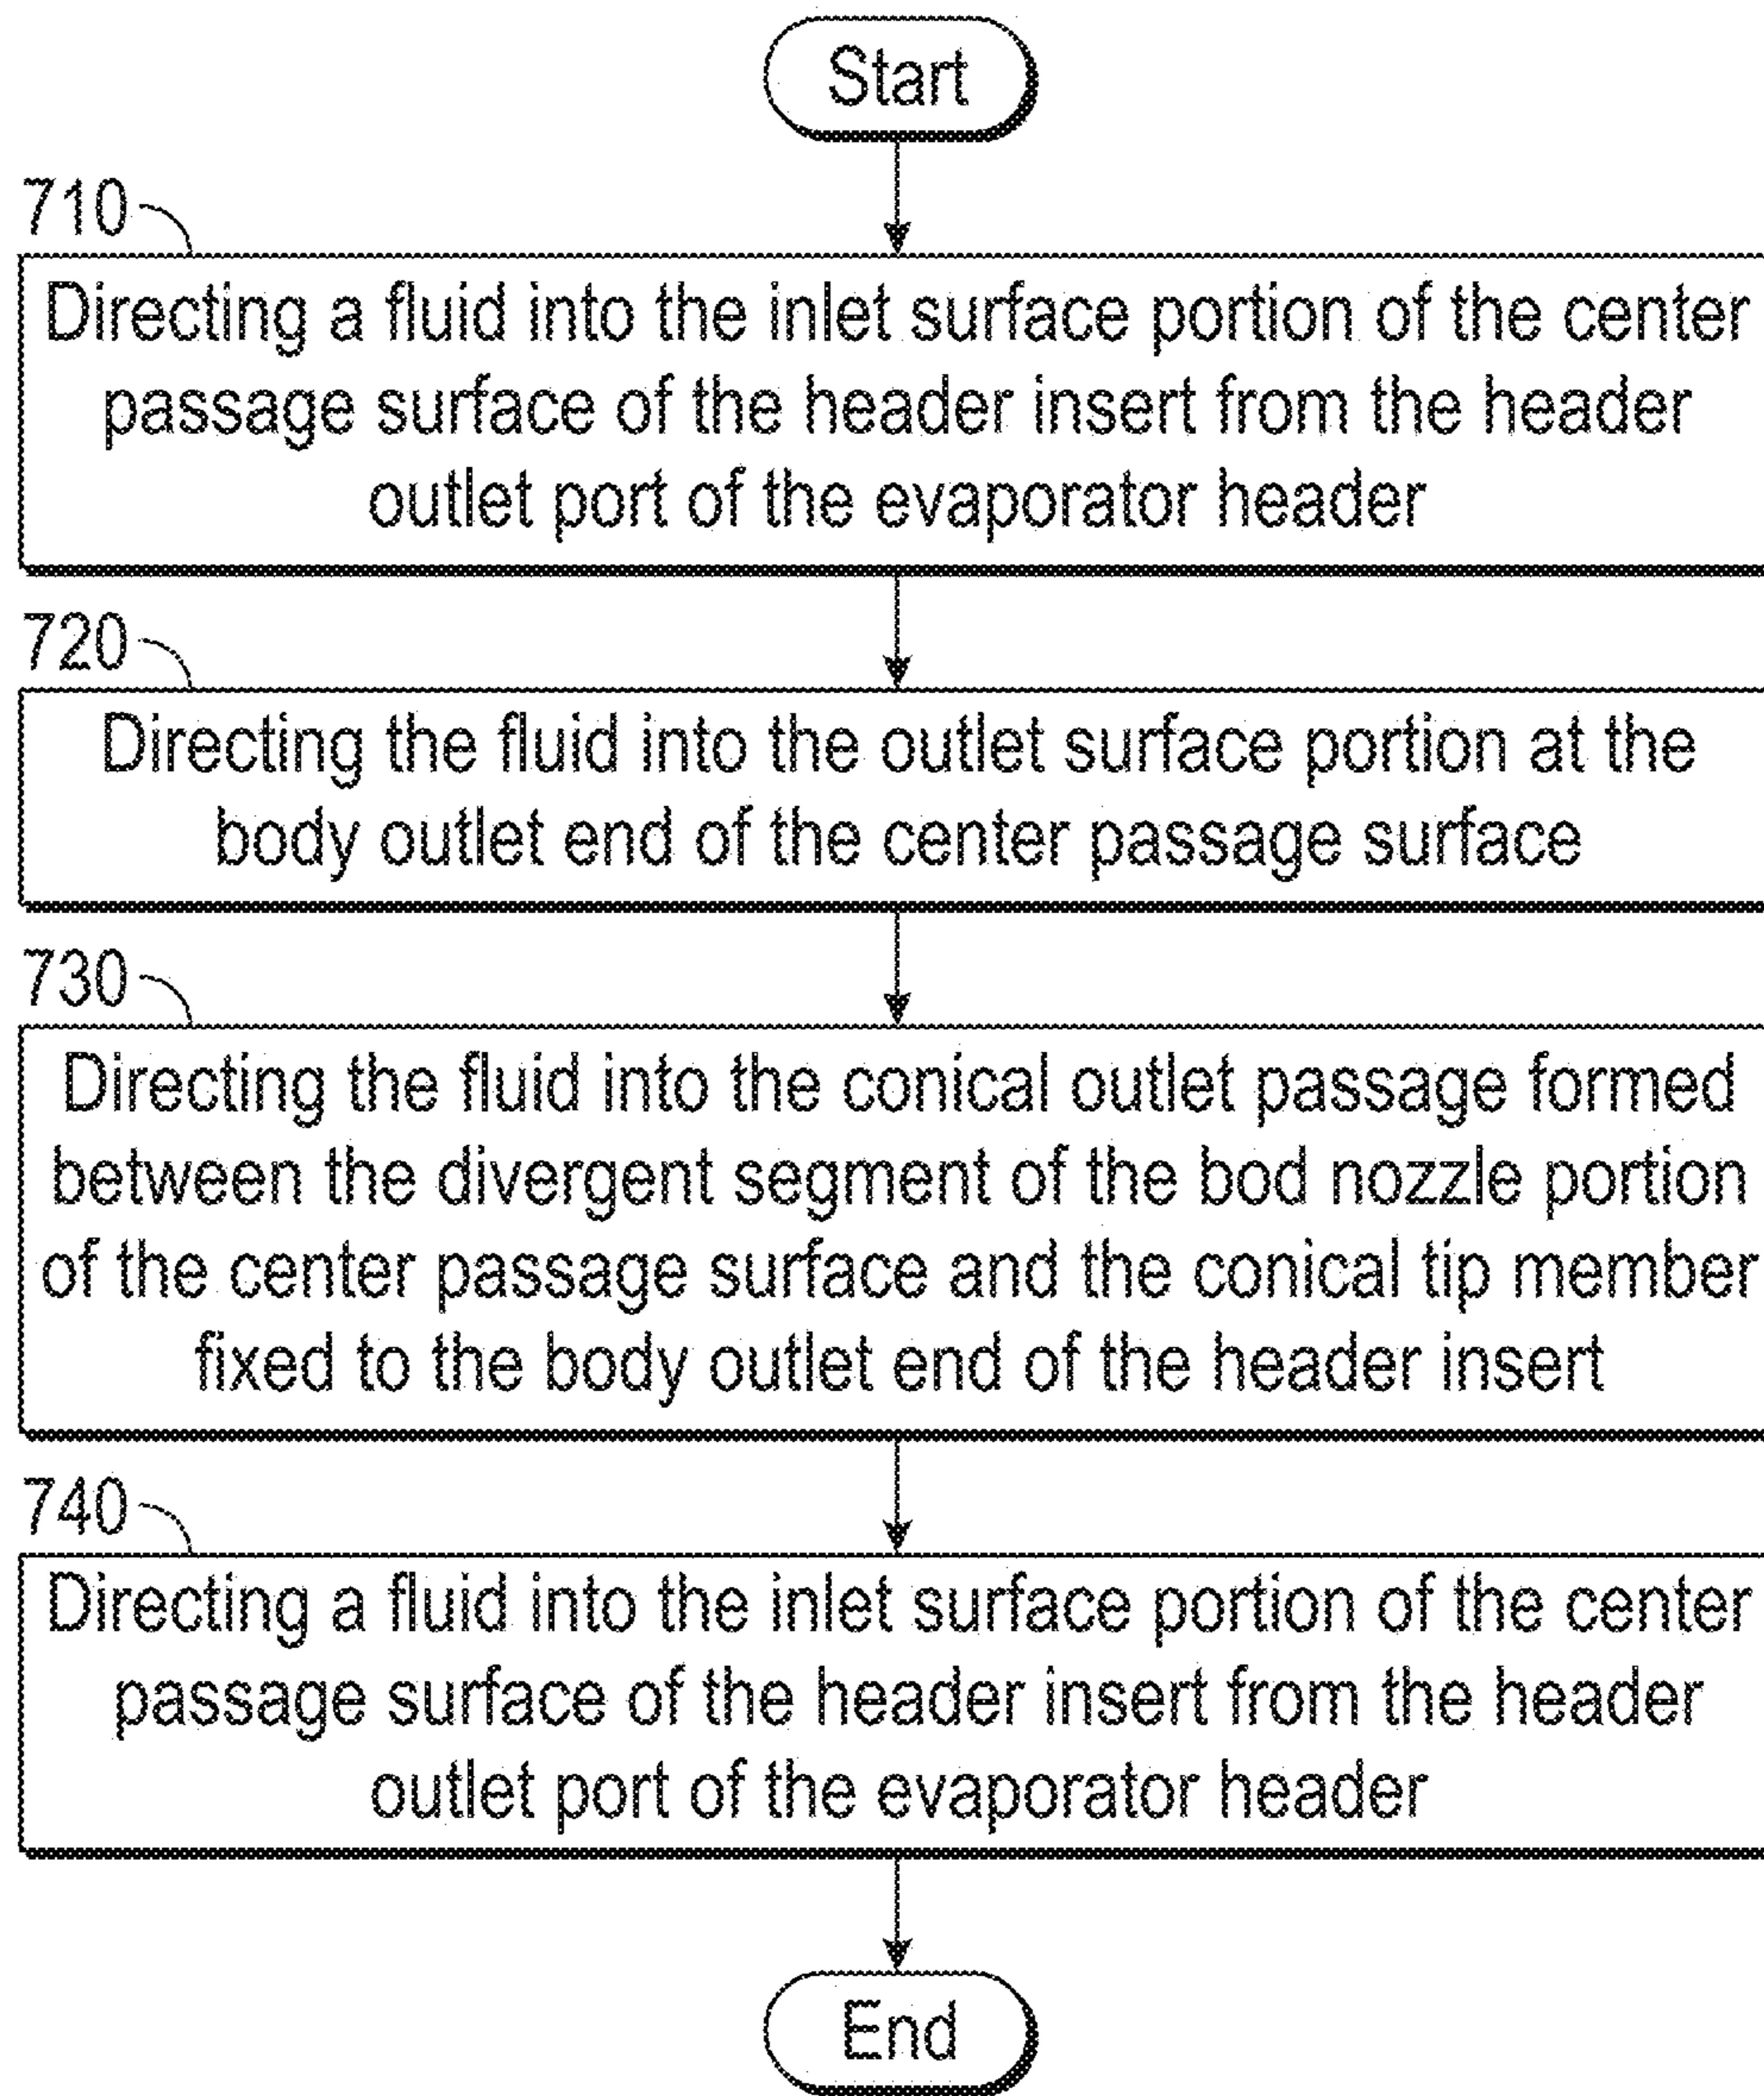 Start
710
Directing a fluid into the inlet surface portion of the center
passage surface of the header insert from the header
outlet port of the evaporator header
720
Directing the fluid into the outlet surface portion at the
body outlet end of the center passage surface
730
Directing the fluid into the conical outlet passage formed
between the divergent segment of the bod nozzle portion
of the center passage surface and the conical tip member
fixed to the body outlet end of the header insert
740
Directing a fluid into the inlet surface portion of the center
passage surface of the header insert from the header
outlet port of the evaporator header
End